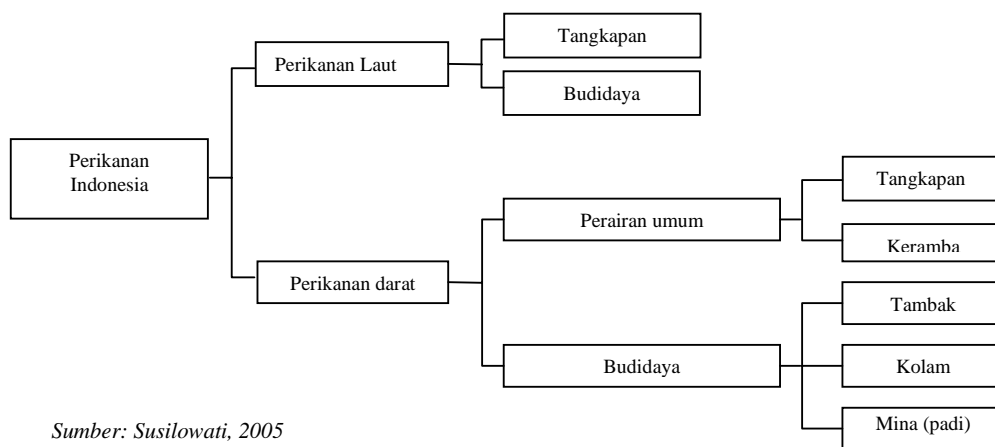 Perikanan
Indonesia
Perikanan Laut
Tangkapan
Budidaya
Perikanan darat
Perairan umum
Tangkapan
Keramba
Budidaya
Tambak
Kolam
Mina (padi)
Sumber: Susilowati, 2005